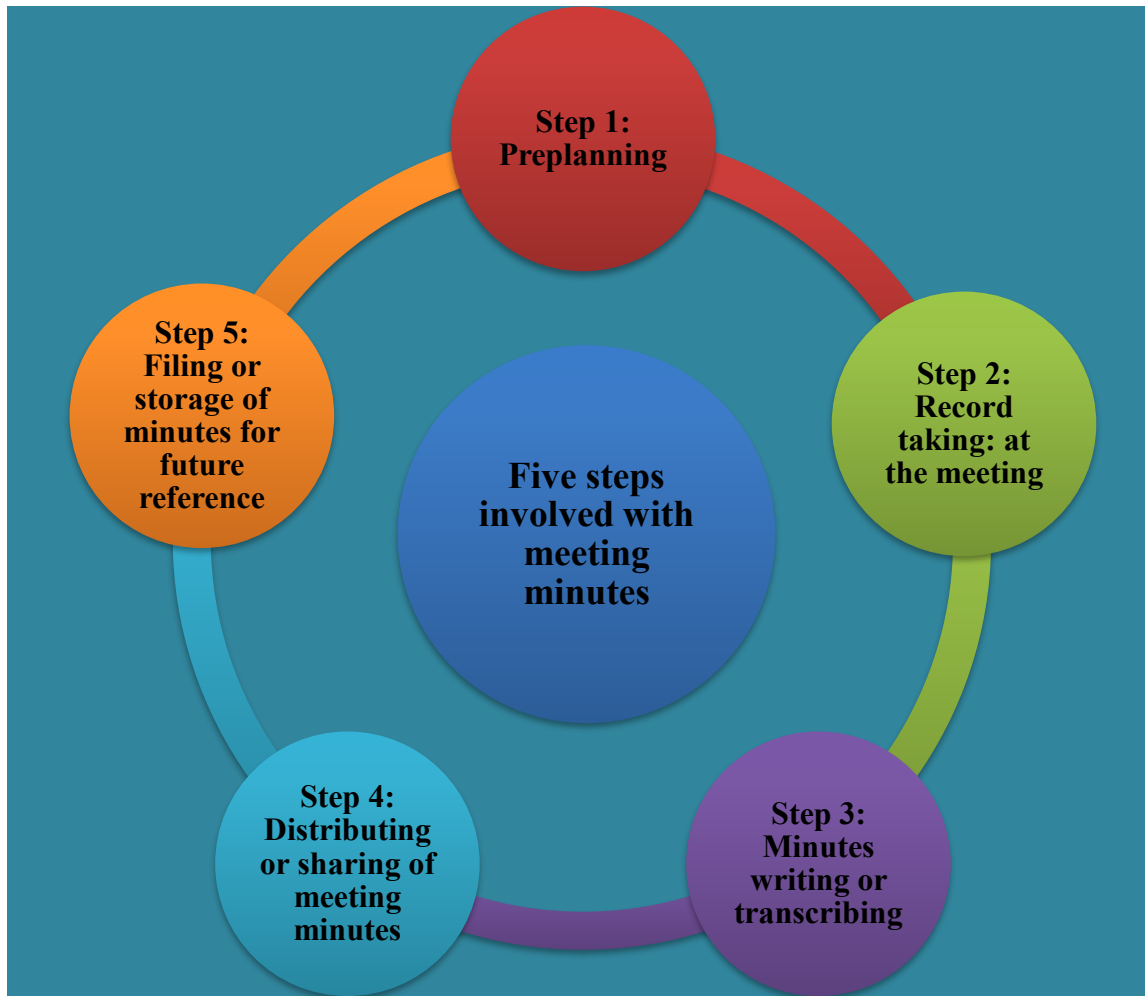 Step 1:
Preplanning
Step 2:
Record
taking: at
the meeting
Step 3:
Minutes
writing or
transcribing
Step 4:
Distributing
or sharing of
meeting
minutes
Step 5:
Filing or
storage of
minutes for
future
reference
Five steps
involved with
meeting
minutes